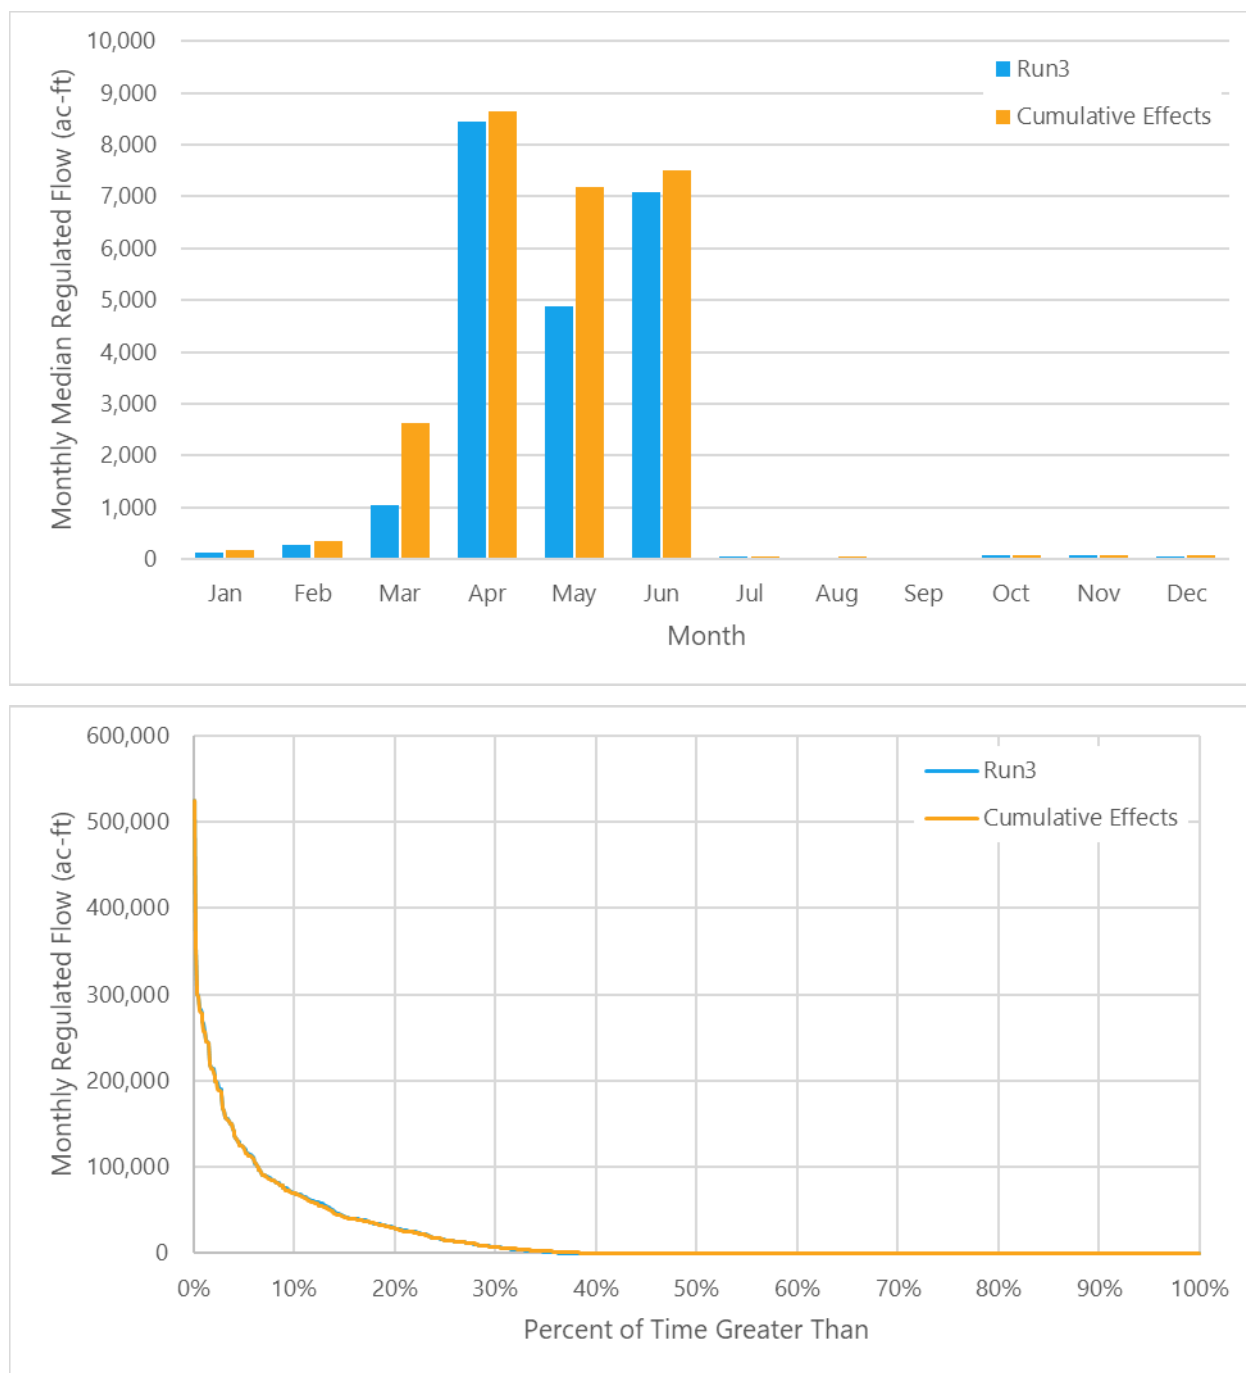 Monthly Median Regulated Flow (ac-ft)
10,000
9,000
8,000
7,000
6,000
5,000
4,000
3,000
2,000
1,000
0
Run3
Cumulative Effects
Jan Feb Mar Apr May Jun Jul Aug Sep Oct Nov Dec
Month
Monthly Regulated Flow (ac-ft)
600,000
500,000
400,000
300,000
200,000
100,000
0
Run3
Cumulative Effects
0% 10% 20% 30% 40% 50% 60% 70% 80% 90% 100%
Percent of Time Greater Than